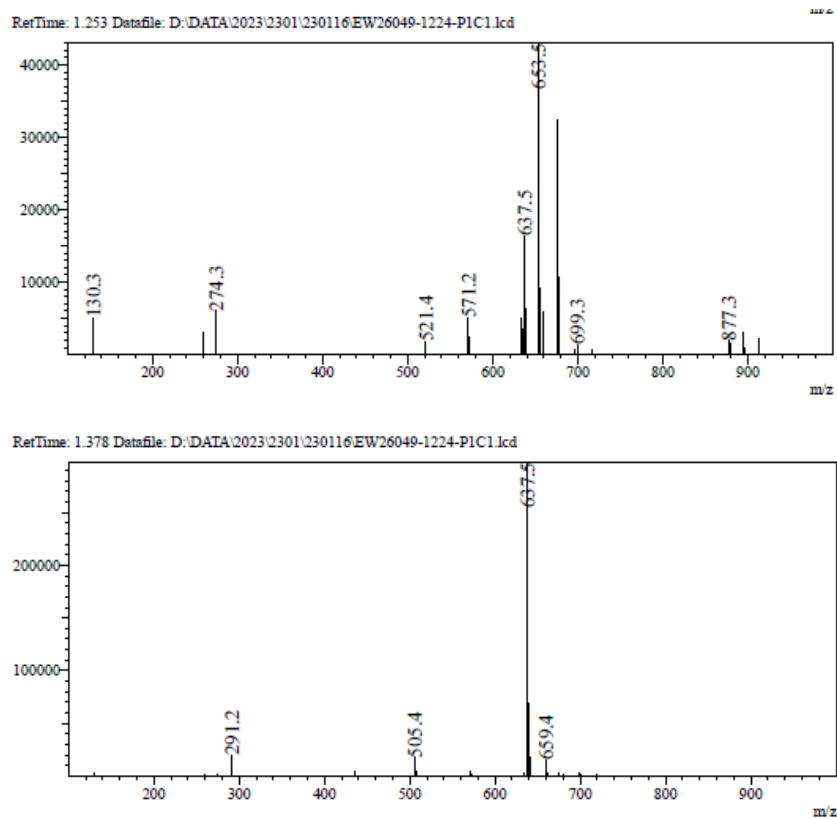 m/z
RetTime: 1.253 Datafile: D:\DATA\2023\2301\230116\EW26049-1224-P1C1.lcd
40000
30000
20000
10000
130.3
274.3
521.4
571.2
637.5
653.5
699.3
877.3
200 300 400 500 600 700 800 900
m/z
RetTime: 1.378 Datafile: D:\DATA\2023\2301\230116\EW26049-1224-P1C1.lcd
200000
100000
291.2
505.4
637.5
659.4
200 300 400 500 600 700 800 900
m/z